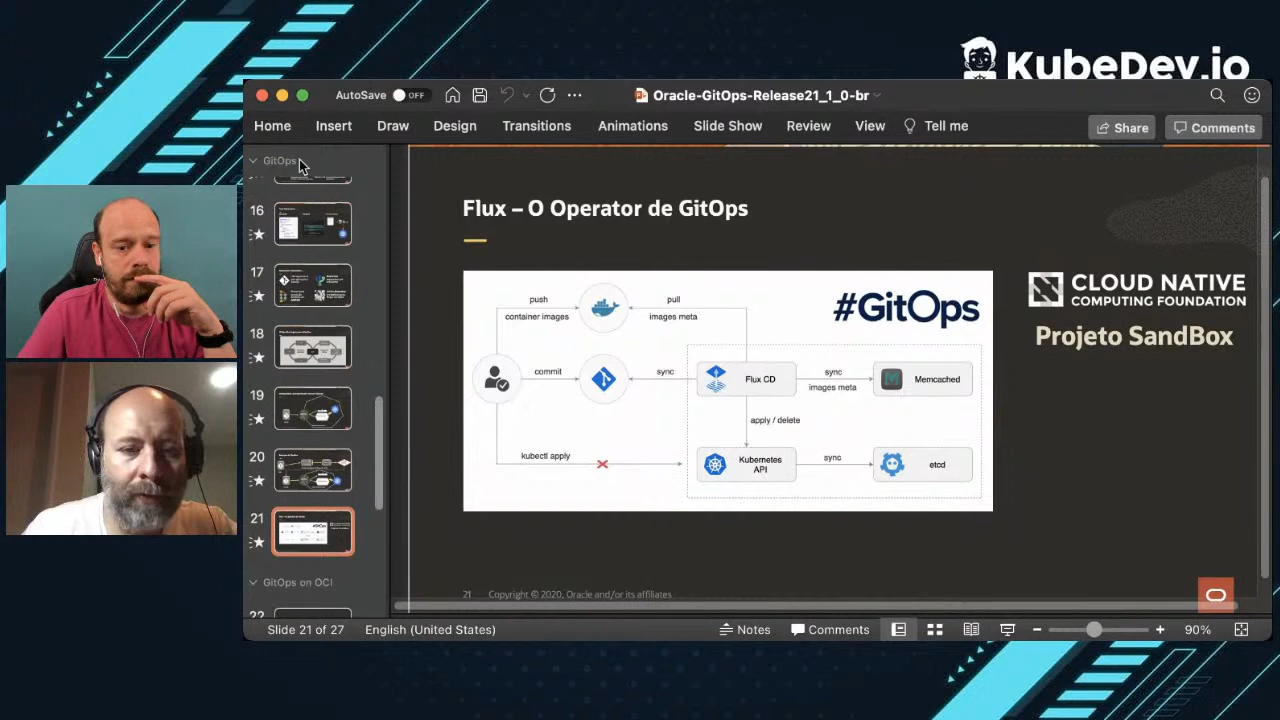 KubeDev.io
AutoSave OFF
Oracle-GitOps-Release21_1_0-br
Home Insert Draw Design Transitions Animations Slide Show Review View Tell me
Share Comments
GitOps
16
17
18
19
20
21
GitOps on OCI
22
Flux – O Operator de GitOps
#GitOps
push
container images
pull
images meta
commit
sync
Flux CD
sync
images meta
Memcached
apply / delete
kubectl apply
Kubernetes
API
sync
etcd
CLOUD NATIVE
COMPUTING FOUNDATION
Projeto SandBox
21 Copyright © 2020, Oracle and/or its affiliates
Slide 21 of 27 English (United States) Notes Comments 90%